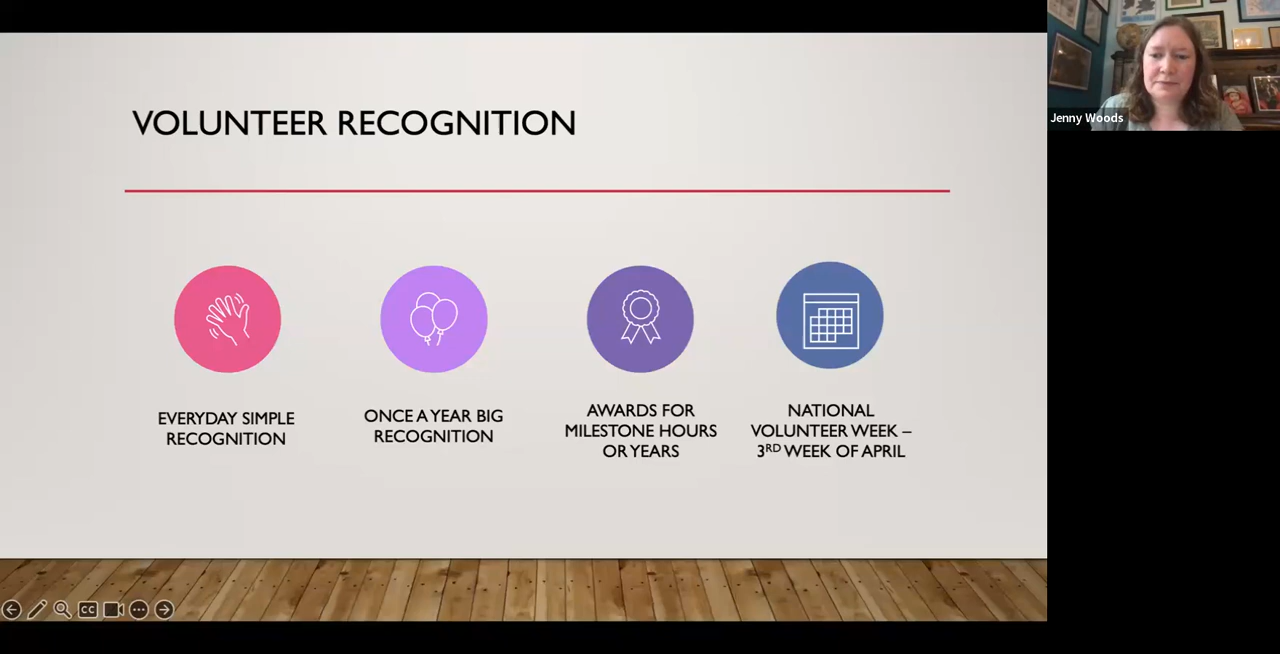 VOLUNTEER RECOGNITION
EVERYDAY SIMPLE
RECOGNITION
ONCE A YEAR BIG
RECOGNITION
AWARDS FOR
MILESTONE HOURS
OR YEARS
NATIONAL
VOLUNTEER WEEK –
3RD WEEK OF APRIL
Jenny Woods
CC